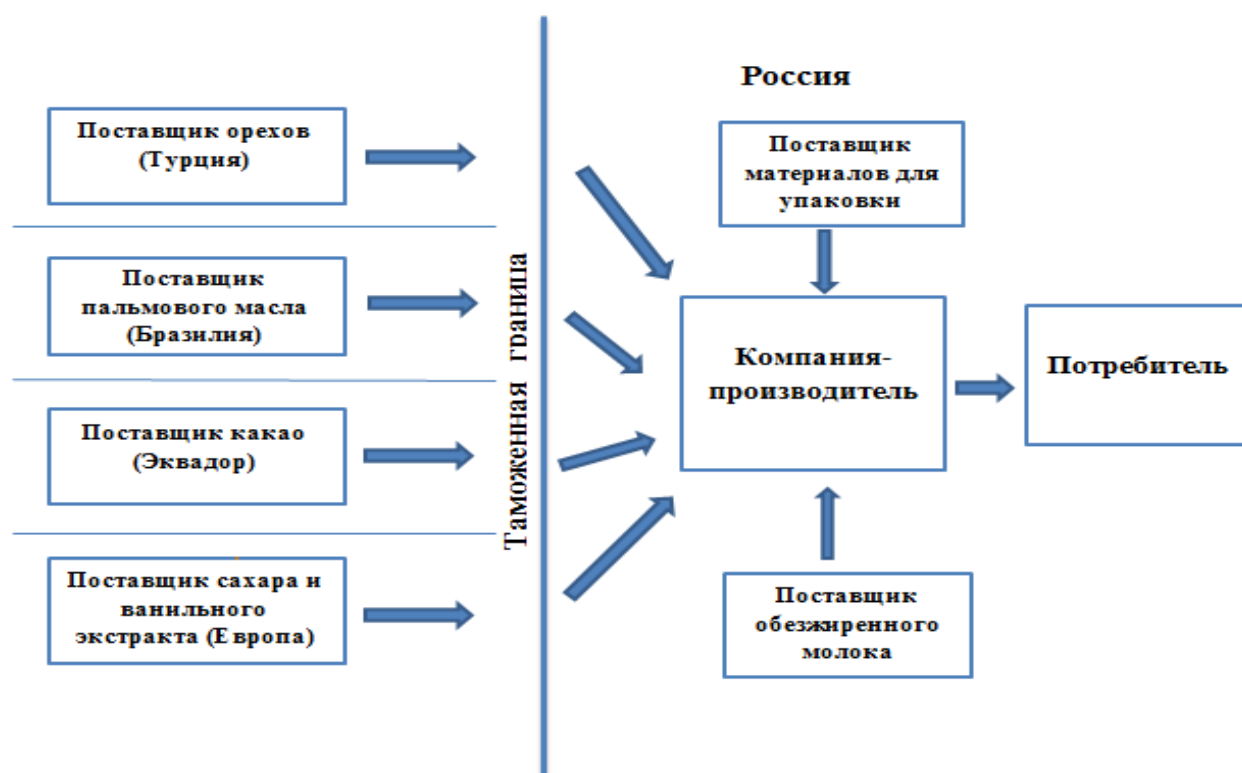 Россия
Поставщик орехов
(Турция)
Поставщик
пальмового масла
(Бразилия)
Поставщик какао
(Эквадор)
Поставщик сахара и
ванильного
экстракта (Европа)
Таможенная граница
Поставщик
материалов для
упаковки
Компания-
производитель
Потребитель
Поставщик
обезжиренного
молока